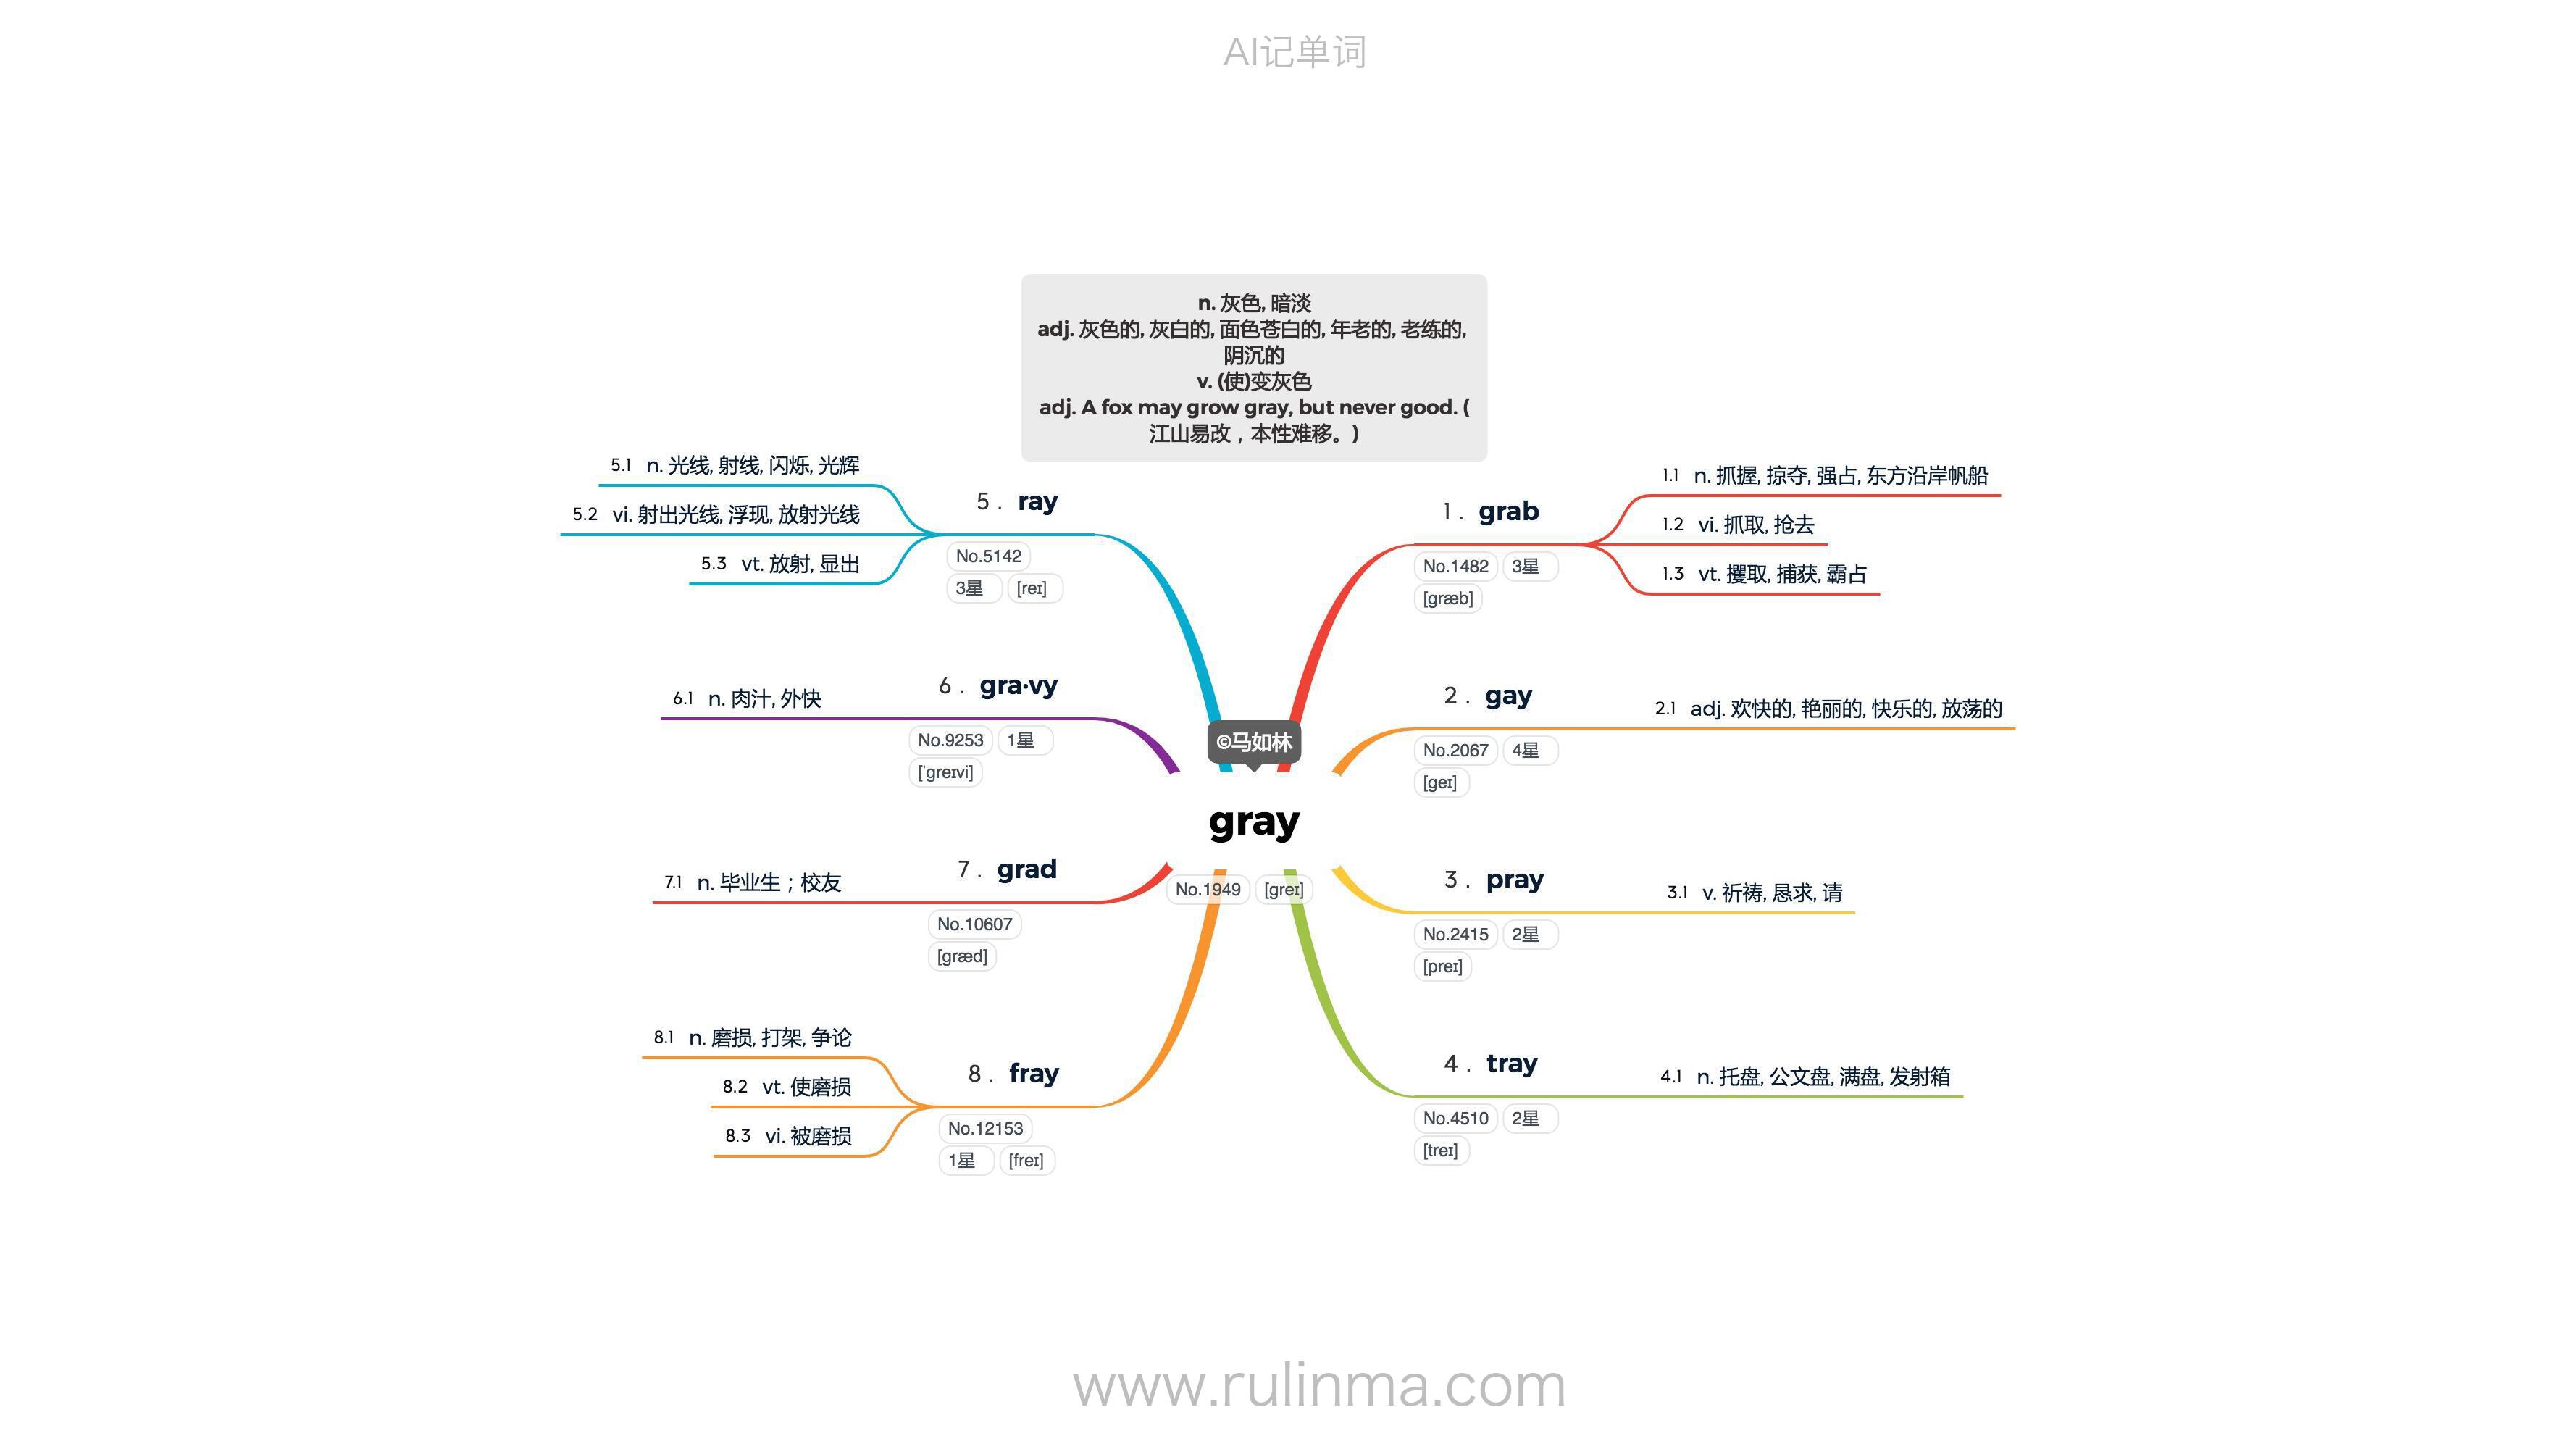 AI记单词
n. 灰色, 暗淡
adj. 灰色的, 灰白的, 面色苍白的, 年老的, 老练的,
阴沉的
v. (使)变灰色
adj. A fox may grow gray, but never good. (
江山易改，本性难移。)
©马如林
gray
No.1949 [greɪ]
1. grab
No.1482 3星
[græb]
1.1 n. 抓握, 掠夺, 强占, 东方沿岸帆船
1.2 vi. 抓取, 抢去
1.3 vt. 攫取, 捕获, 霸占
2. gay
No.2067 4星
[geɪ]
2.1 adj. 欢快的, 艳丽的, 快乐的, 放荡的
3. pray
No.2415 2星
[preɪ]
3.1 v. 祈祷, 恳求, 请
4. tray
No.4510 2星
[treɪ]
4.1 n. 托盘, 公文盘, 满盘, 发射箱
5. ray
No.5142
3星 [reɪ]
5.1 n. 光线, 射线, 闪烁, 光辉
5.2 vi. 射出光线, 浮现, 放射光线
5.3 vt. 放射, 显出
6. gra·vy
No.9253 1星
[ˈgreɪvi]
6.1 n. 肉汁, 外快
7. grad
No.10607
[græd]
7.1 n. 毕业生；校友
8. fray
No.12153
1星 [freɪ]
8.1 n. 磨损, 打架, 争论
8.2 vt. 使磨损
8.3 vi. 被磨损
www.rulinma.com